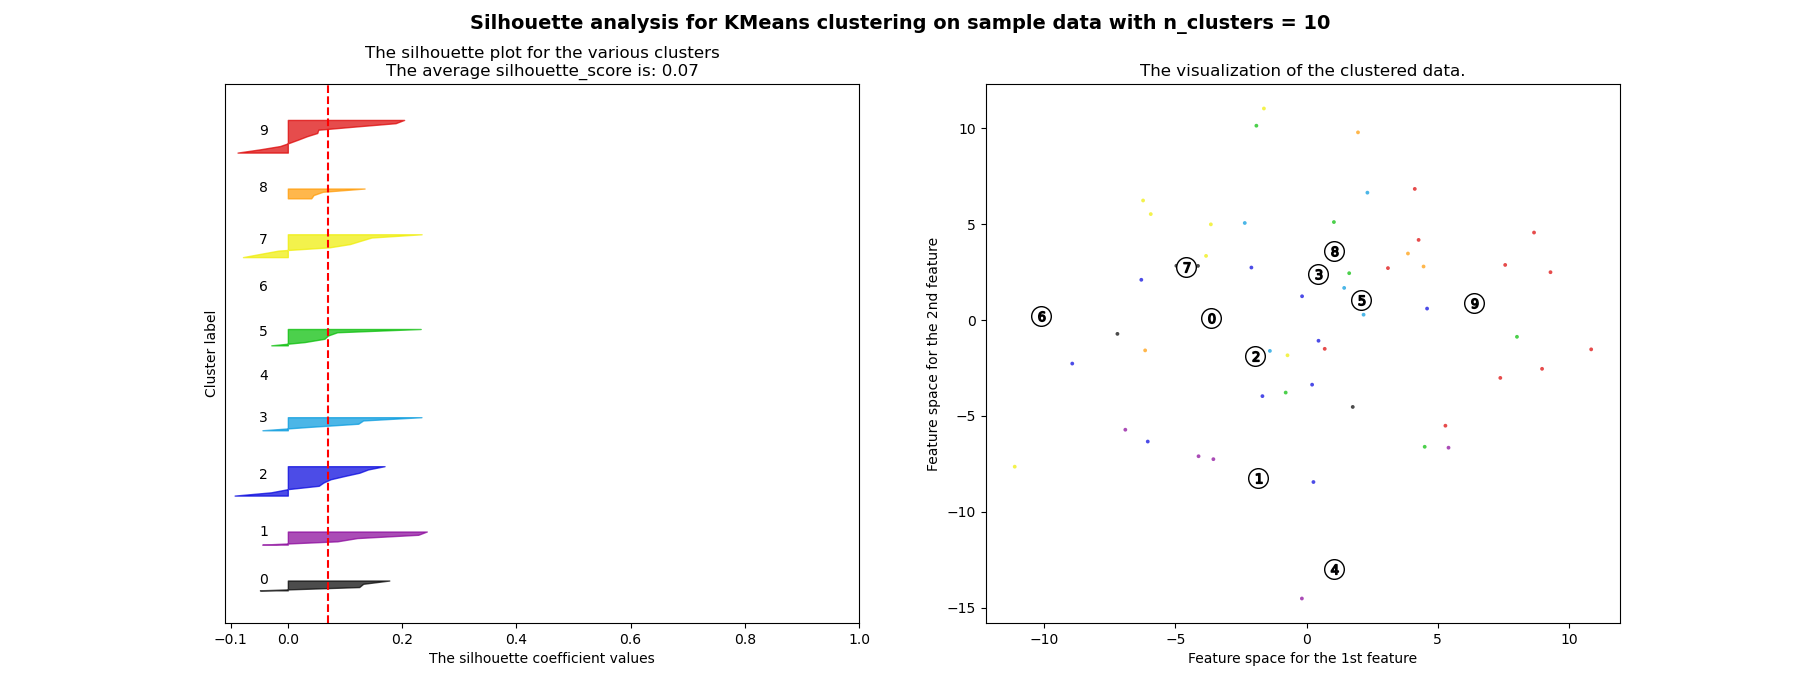 Silhouette analysis for KMeans clustering on sample data with n_clusters = 10
The silhouette plot for the various clusters
The average silhouette_score is: 0.07
9
8
7
6
5
4
3
2
1
0
Cluster label
−0.1 0.0 0.2 0.4 0.6 0.8 1.0
The silhouette coefficient values
The visualization of the clustered data.
10
5
0
−5
−10
−15
Feature space for the 2nd feature
8
7
3
5
9
6
0
2
1
4
−10 −5 0 5 10
Feature space for the 1st feature